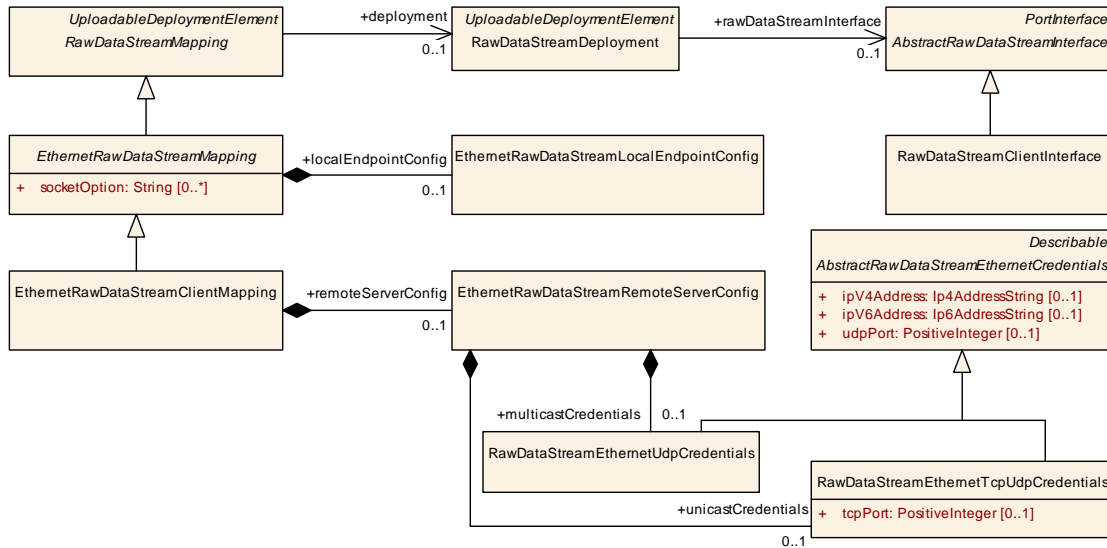 UploadableDeploymentElement
RawDataStreamMapping
+deployment
0..1
UploadableDeploymentElement
RawDataStreamDeployment
+rawDataStreamInterface
0..1
PortInterface
AbstractRawDataStreamInterface
EthernetRawDataStreamMapping
+ socketOption: String [0..*]
+localEndpointConfig
0..1
EthernetRawDataStreamLocalEndpointConfig
RawDataStreamClientInterface
EthernetRawDataStreamClientMapping
+remoteServerConfig
0..1
EthernetRawDataStreamRemoteServerConfig
Describable
AbstractRawDataStreamEthernetCredentials
+ ipV4Address: Ip4AddressString [0..1]
+ ipV6Address: Ip6AddressString [0..1]
+ udpPort: PositiveInteger [0..1]
+multicastCredentials
0..1
RawDataStreamEthernetUdpCredentials
RawDataStreamEthernetTcpUdpCredentials
+ tcpPort: PositiveInteger [0..1]
+unicastCredentials
0..1